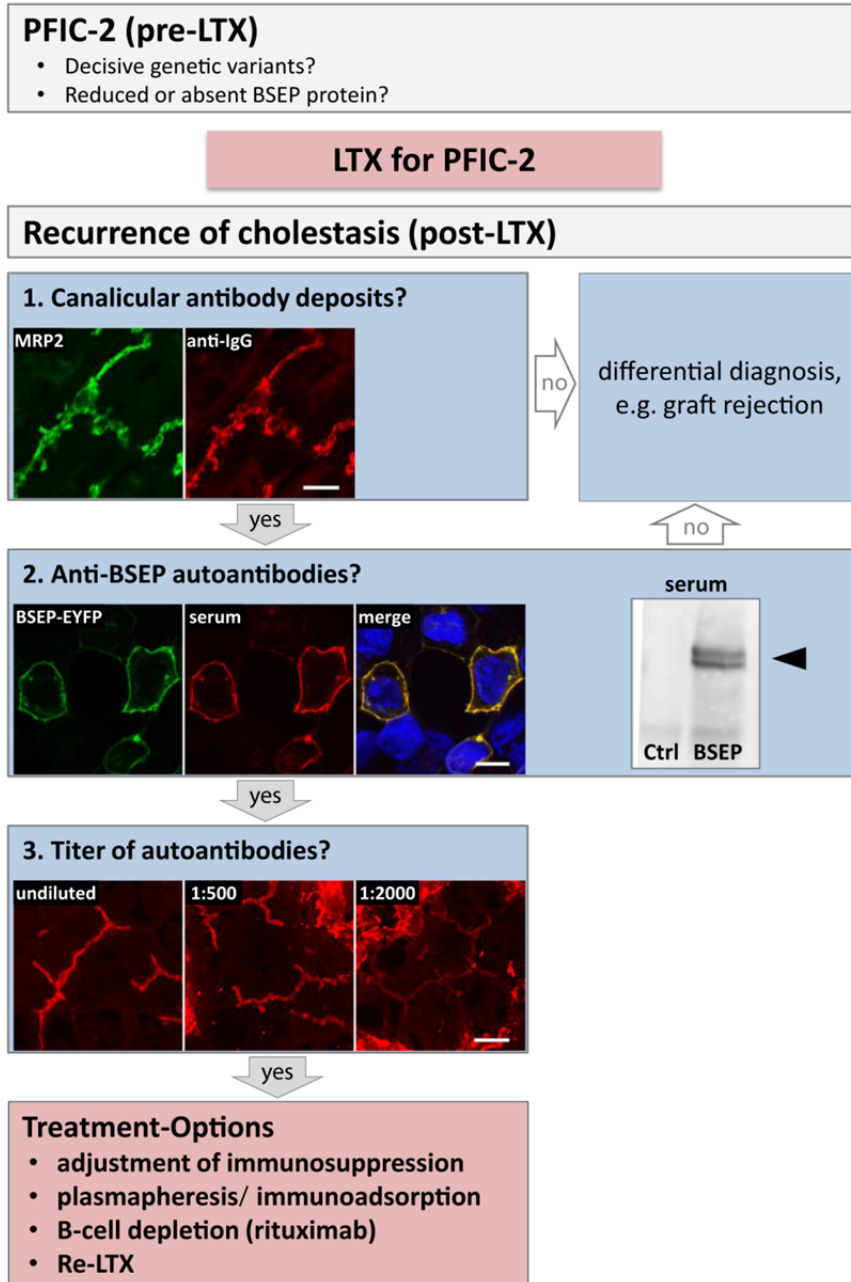 PFIC-2 (pre-LTX)
• Decisive genetic variants?
• Reduced or absent BSEP protein?
LTX for PFIC-2
Recurrence of cholestasis (post-LTX)
1. Canalicular antibody deposits?
MRP2
anti-IgG
no
differential diagnosis,
e.g. graft rejection
yes
no
2. Anti-BSEP autoantibodies?
BSEP-EYFP
serum
merge
serum
Ctrl
BSEP
yes
3. Titer of autoantibodies?
undiluted
1:500
1:2000
yes
Treatment-Options
• adjustment of immunosuppression
• plasmapheresis/ immunoadsorption
• B-cell depletion (rituximab)
• Re-LTX